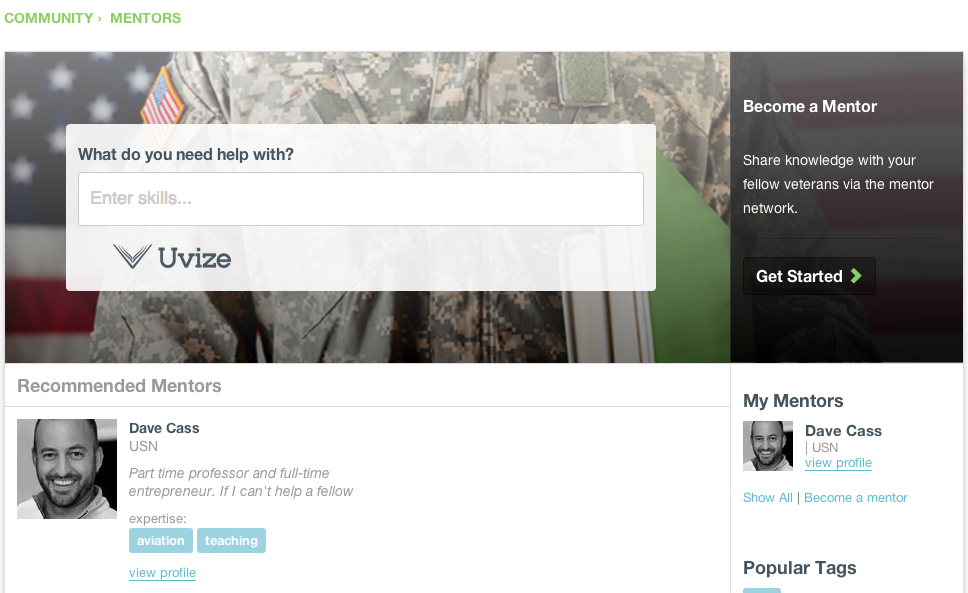 COMMUNITY › MENTORS
What do you need help with?
Enter skills...
Uvize
Become a Mentor
Share knowledge with your
fellow veterans via the mentor
network.
Get Started
Recommended Mentors
Dave Cass
USN
Part time professor and full-time
entrepreneur. If I can't help a fellow
expertise:
aviation teaching
view profile
My Mentors
Dave Cass
| USN
view profile
Show All | Become a mentor
Popular Tags